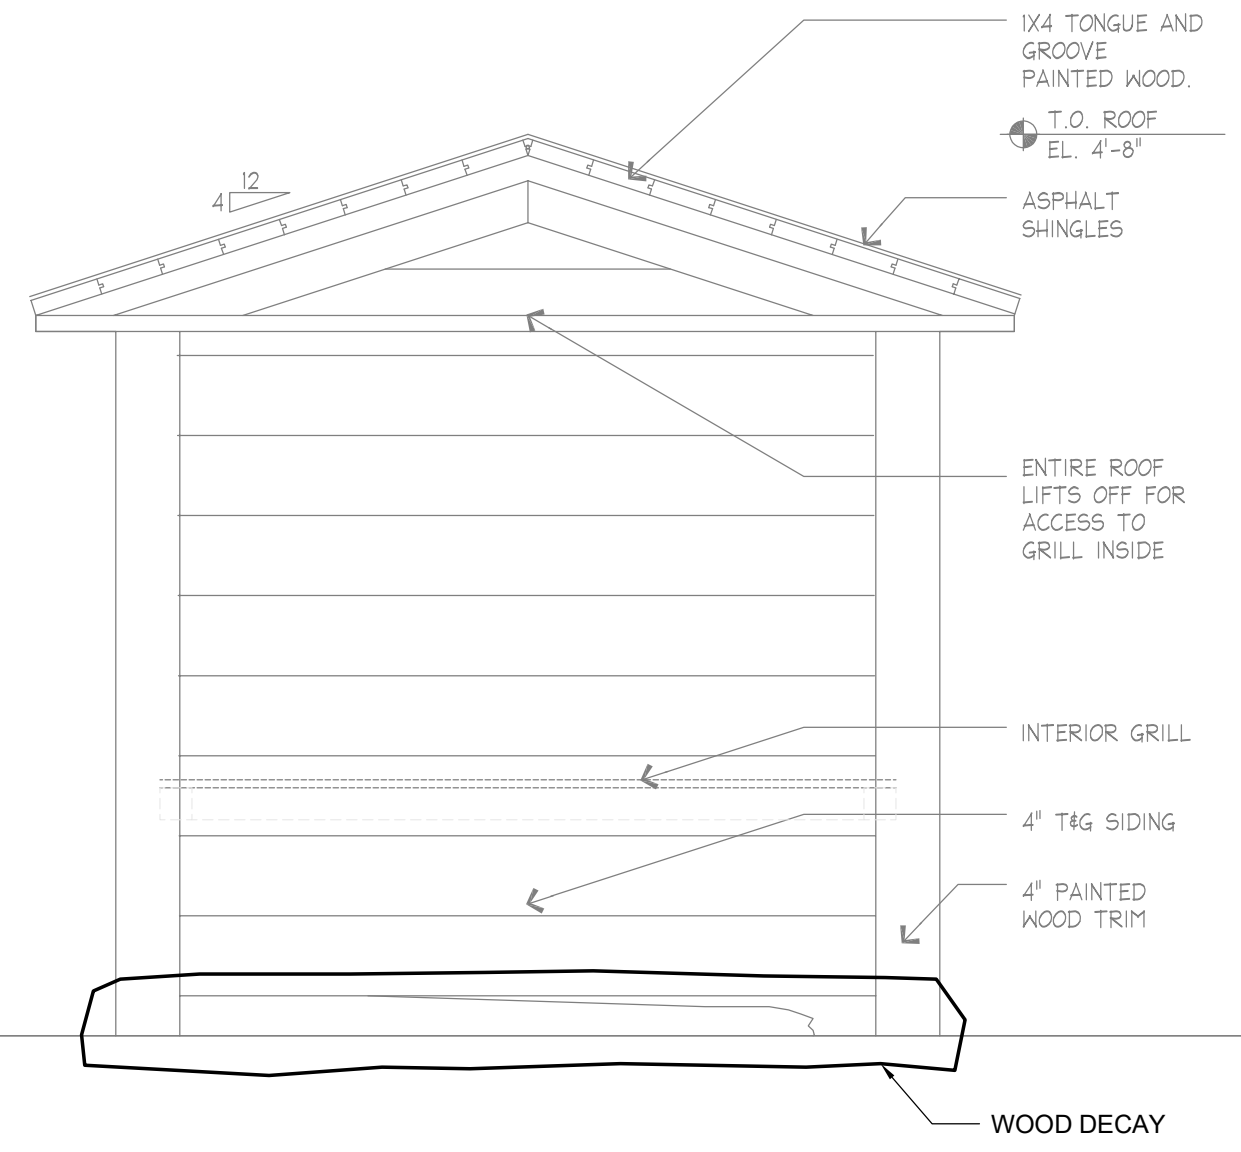 1X4 TONGUE AND
GROOVE
PAINTED WOOD.
T.O. ROOF
EL. 4'-8"
12
4
ASPHALT
SHINGLES
ENTIRE ROOF
LIFTS OFF FOR
ACCESS TO
GRILL INSIDE
INTERIOR GRILL
4" T&G SIDING
4" PAINTED
WOOD TRIM
WOOD DECAY